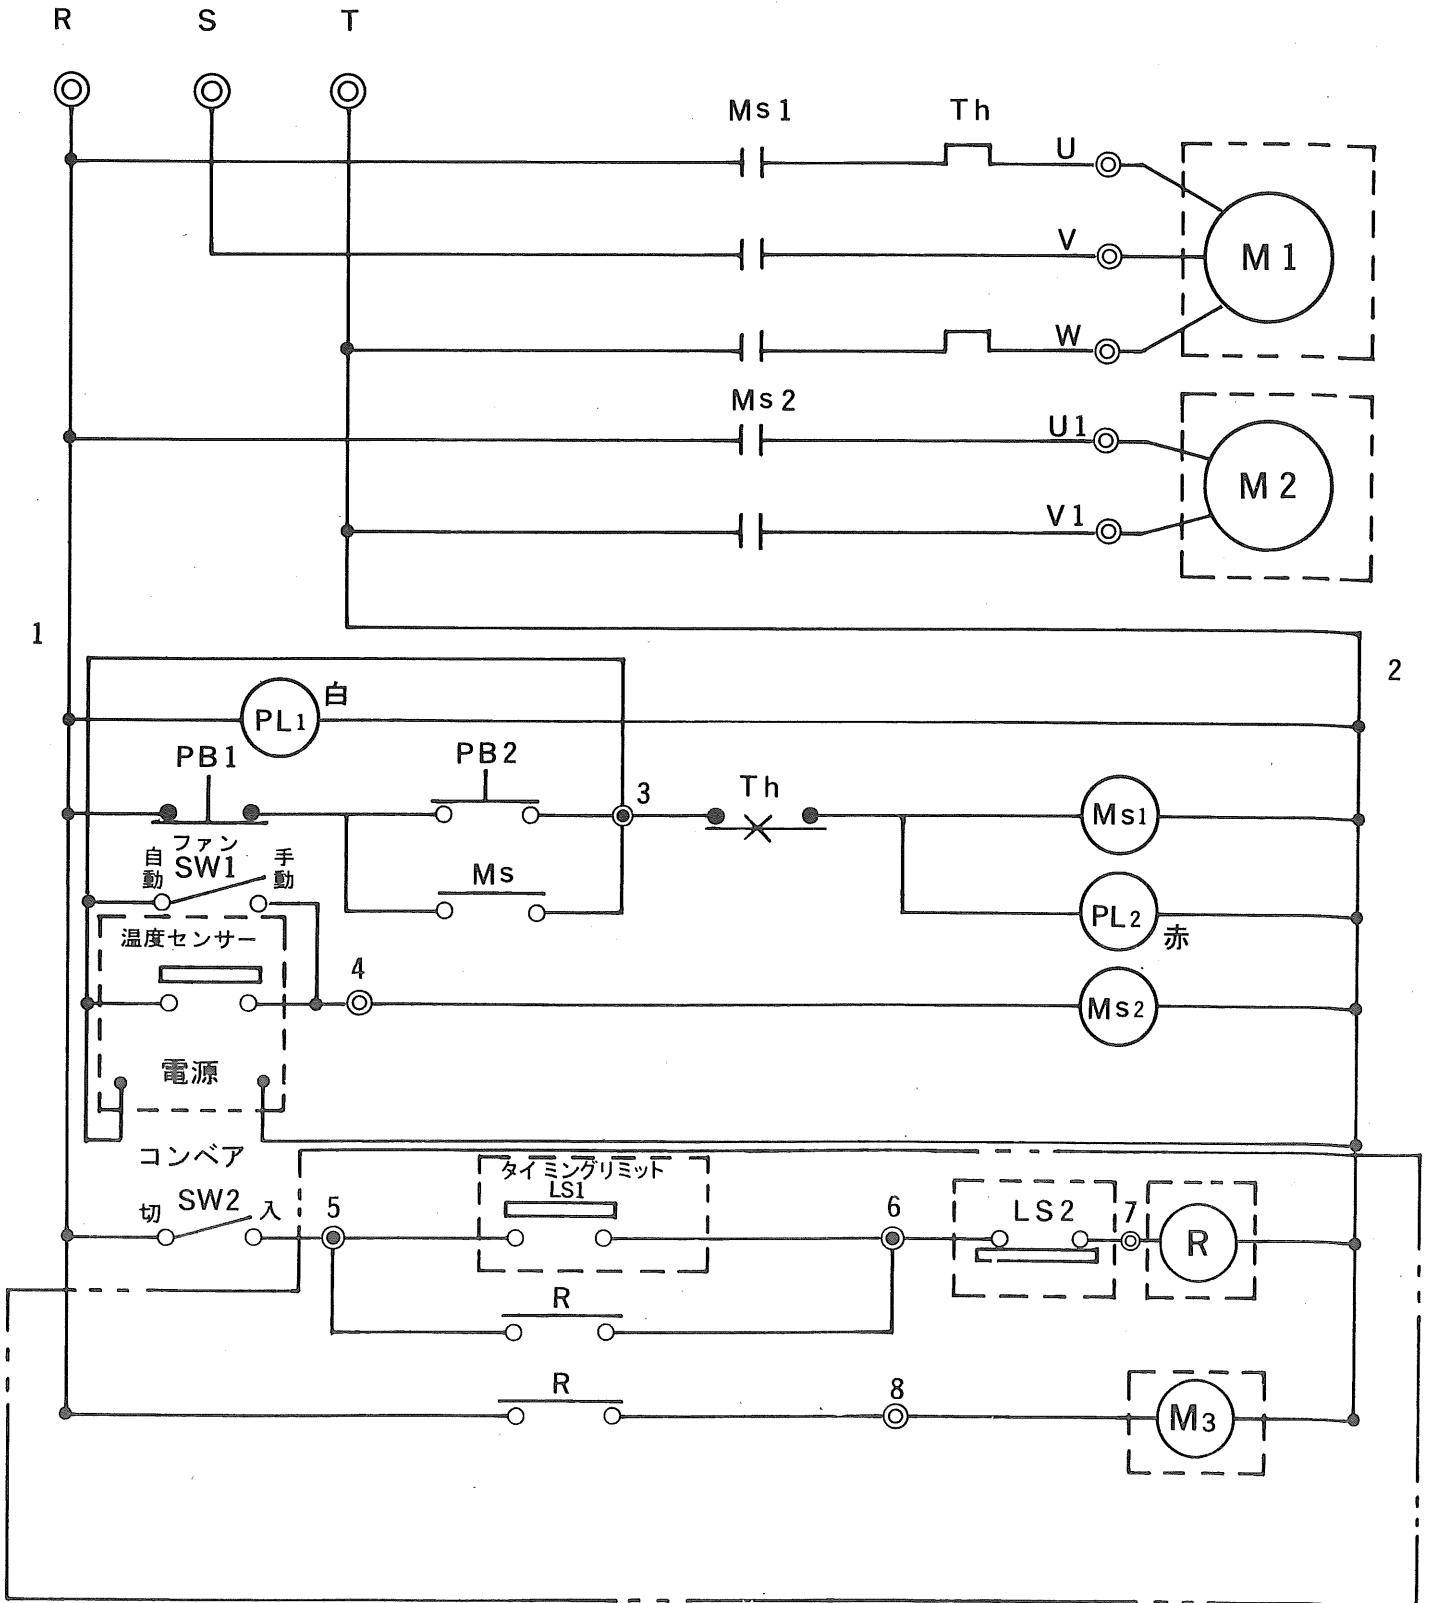 R S T
Ms1 Th
U
V
M1
W
Ms2
U1
M2
V1
1
2
白
PL1
PB1 PB2
3
Th
Ms1
ファン
自動 SW1 手動
Ms
PL2
赤
温度センサー
4
Ms2
電源
コンベア
タイミングリミット
LS1
切 SW2 入
5
6
LS2
7
R
R
R
8
M3